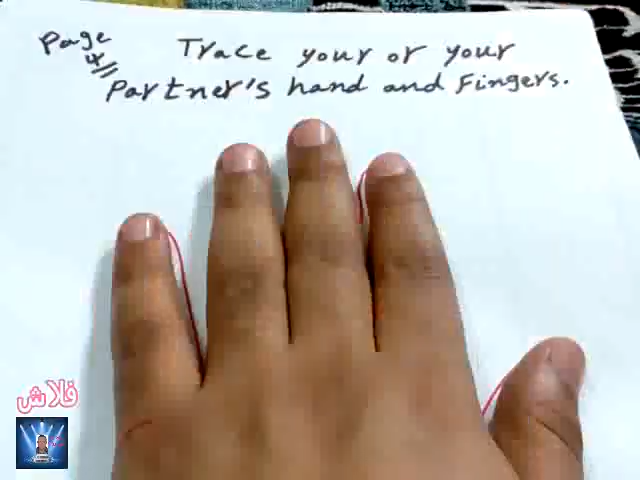 Page 4
Trace your or your
Partner's hand and Fingers.
فلاش